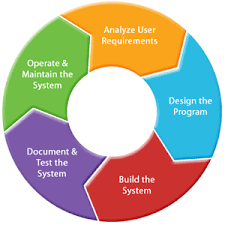 Analyze User
Requirements
Design the
Program
Build the
System
Document &
Test the
System
Operate &
Maintain the
System